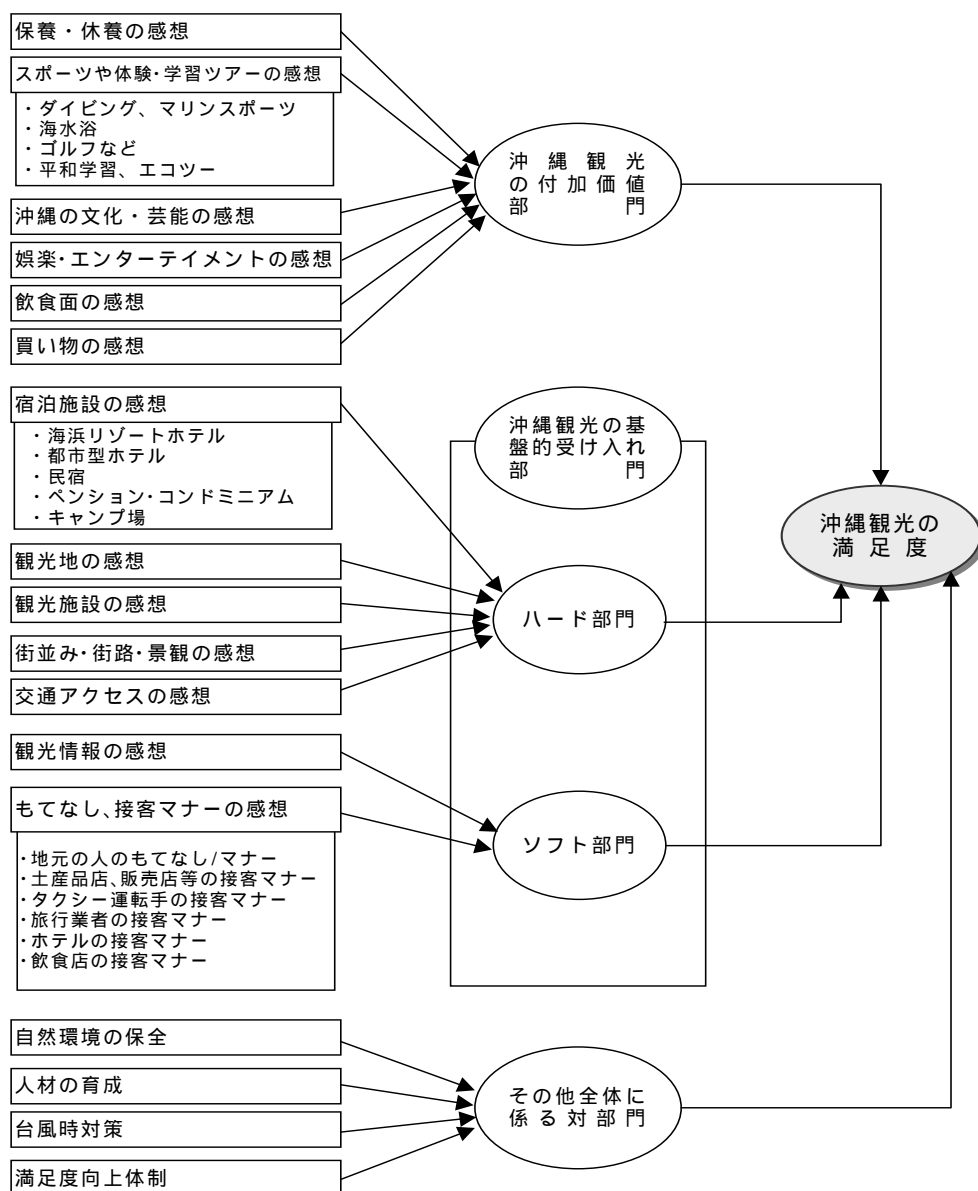 保養・休養の感想
スポーツや体験・学習ツアーの感想
・ダイビング、マリンスポーツ
・海水浴
・ゴルフなど
・平和学習、エコツー
沖縄の文化・芸能の感想
娯楽・エンターテイメントの感想
飲食面の感想
買い物の感想
沖縄観光
の付加価値
部門
宿泊施設の感想
・海浜リゾートホテル
・都市型ホテル
・民宿
・ペンション・コンドミニアム
・キャンプ場
沖縄観光の基
盤的受け入れ
部門
観光地の感想
観光施設の感想
街並み・街路・景観の感想
交通アクセスの感想
ハード部門
沖縄観光の
満足度
観光情報の感想
もてなし、接客マナーの感想
・地元の人のもてなし/マナー
・土産品店、販売店等の接客マナー
・タクシー運転手の接客マナー
・旅行業者の接客マナー
・ホテルの接客マナー
・飲食店の接客マナー
ソフト部門
自然環境の保全
人材の育成
台風時対策
満足度向上体制
その他全体に
係る対部門